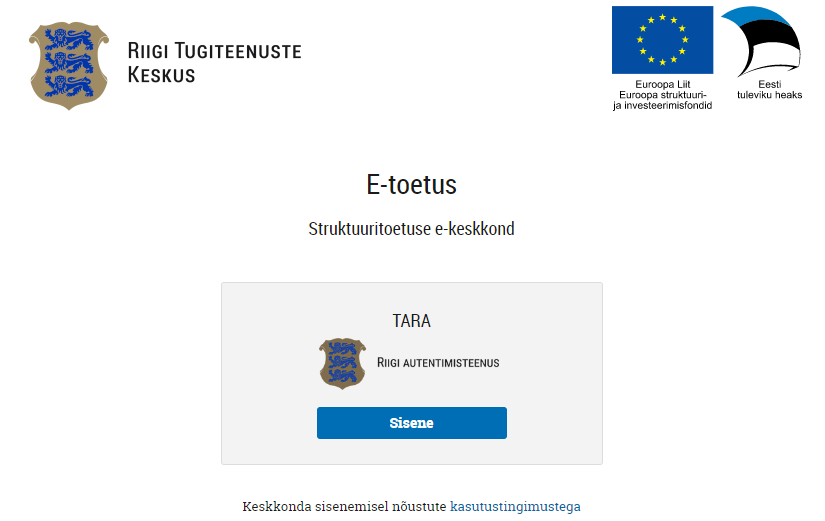 RIIGI TUGITEENUSTE
KESKUS
Euroopa Liit
Euroopa struktuuri-
ja investeerimisfondid
Eesti
tuleviku heaks
E-toetus
Struktuuritoetuse e-keskkond
TARA
RIIGI AUTENTIMISTEENUS
Sisene
Keskkonda sisenemisel nõustute kasutustingimustega